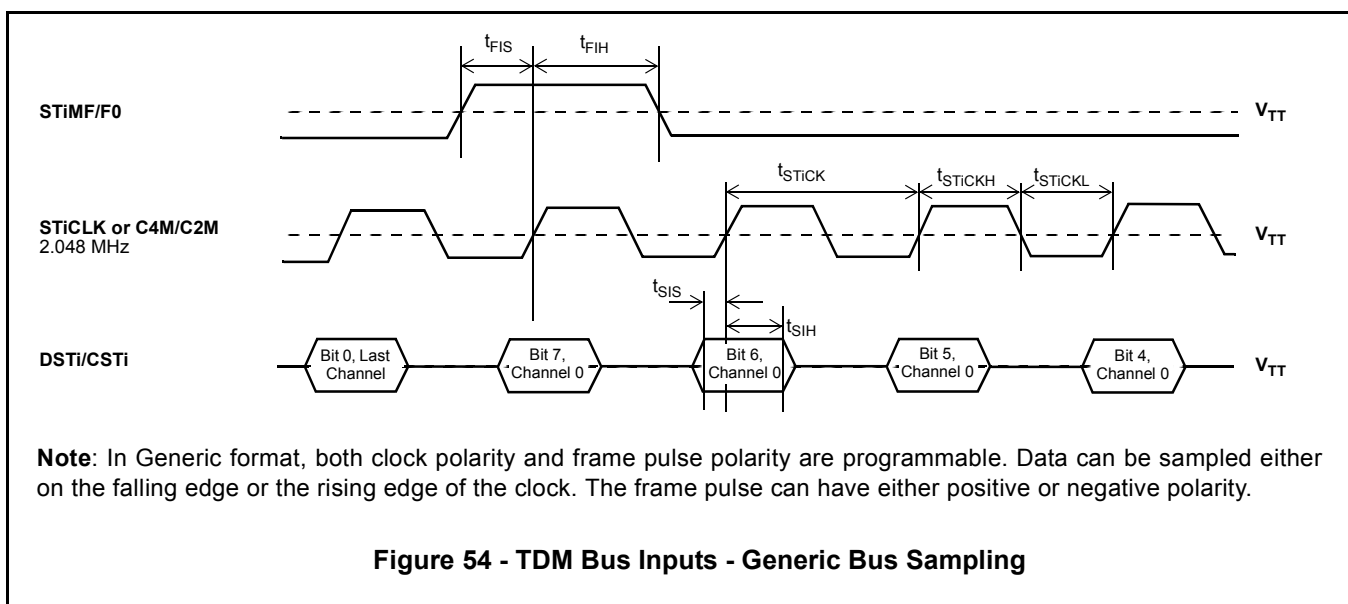 tFIS
tFIH
STiMF/F0
VTT
tSTiCK
tSTiCKH
tSTiCKL
STiCLK or C4M/C2M
2.048 MHz
VTT
tSIS
tSIH
DSTi/CSTi
Bit 0, Last
Channel
Bit 7,
Channel 0
Bit 6,
Channel 0
Bit 5,
Channel 0
Bit 4,
Channel 0
VTT
Note: In Generic format, both clock polarity and frame pulse polarity are programmable. Data can be sampled either
on the falling edge or the rising edge of the clock. The frame pulse can have either positive or negative polarity.
Figure 54 - TDM Bus Inputs - Generic Bus Sampling